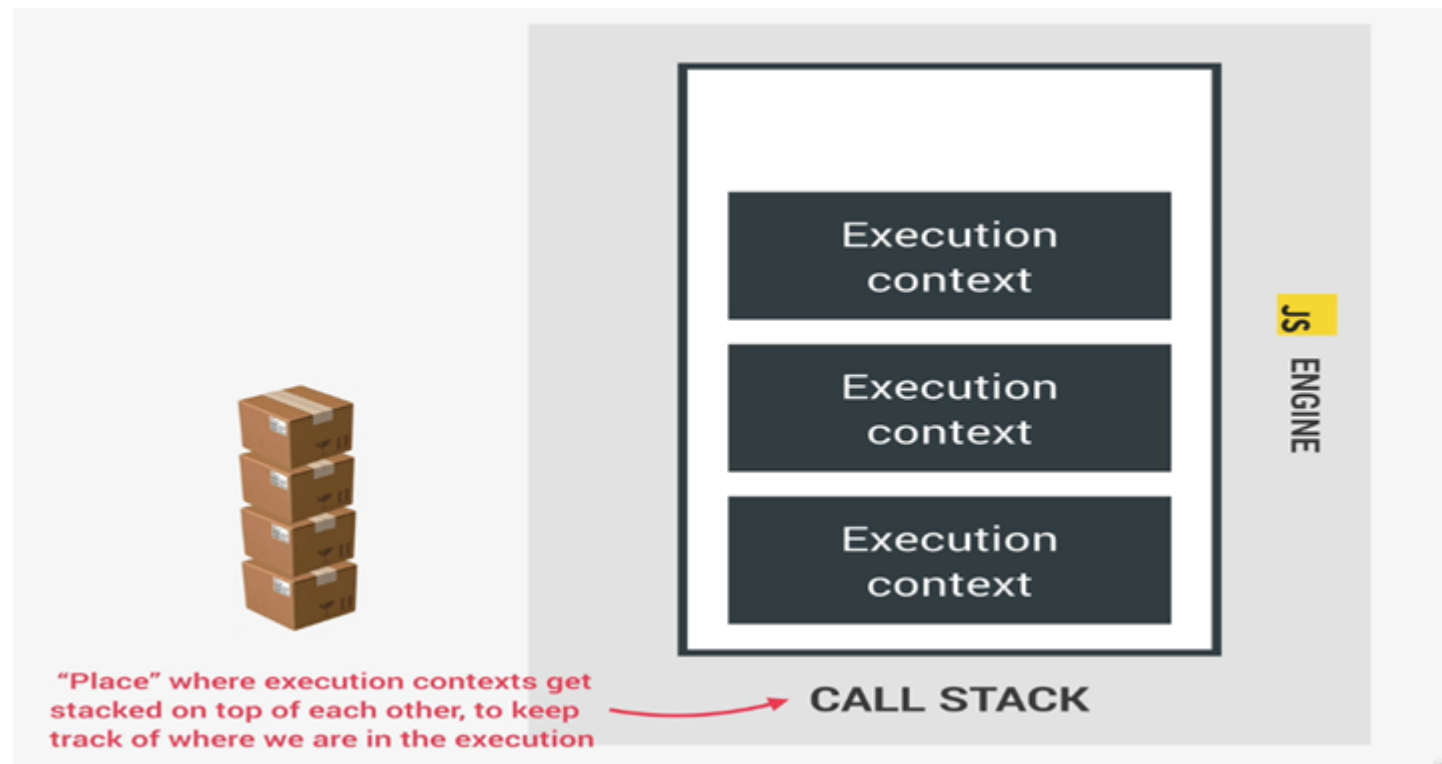 Execution
context
Execution
context
Execution
context
JS
ENGINE
“Place” where execution contexts get
stacked on top of each other, to keep
track of where we are in the execution
CALL STACK